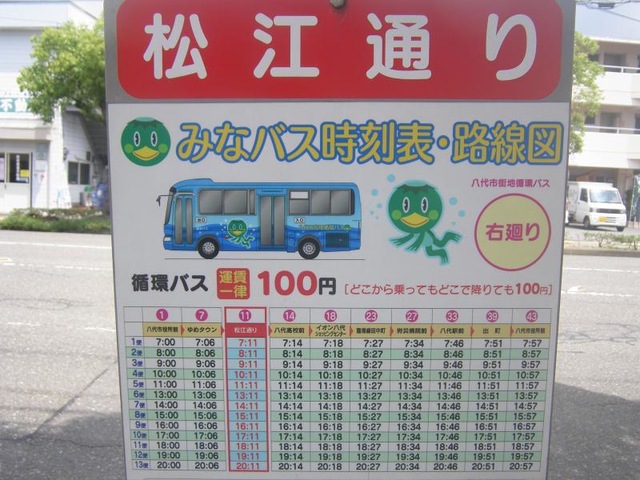 松江通り
みなバス時刻表・路線図
八代市街地循環バス
右廻り
循環バス 運賃一律 100円 [どこから乗ってもどこで降りても100円]
1 7 11 14 18 23 27 33 39 43
八代市役所前 ゆめタウン 松江通り 八代高校前 イオン八代ショッピングセンター 八代駅前 出町 八代市役所前
1便 7:00 7:06 7:11 7:14 7:18 7:27 7:34 7:46 7:51 7:57
2便 8:00 8:06 8:11 8:14 8:18 8:27 8:34 8:46 8:51 8:57
3便 9:00 9:06 9:11 9:14 9:18 9:27 9:34 9:46 9:51 9:57
4便 10:00 10:06 10:11 10:14 10:18 10:27 10:34 10:46 10:51 10:57
5便 11:00 11:06 11:11 11:14 11:18 11:27 11:34 11:46 11:51 11:57
6便 13:00 13:06 13:11 13:14 13:18 13:27 13:34 13:46 13:51 13:57
7便 14:00 14:06 14:11 14:14 14:18 14:27 14:34 14:46 14:51 14:57
8便 15:00 15:06 15:11 15:14 15:18 15:27 15:34 15:46 15:51 15:57
9便 16:00 16:06 16:11 16:14 16:18 16:27 16:34 16:46 16:51 16:57
10便 17:00 17:06 17:11 17:14 17:18 17:27 17:34 17:46 17:51 17:57
11便 18:00 18:06 18:11 18:14 18:18 18:27 18:34 18:46 18:51 18:57
12便 19:00 19:06 19:11 19:14 19:18 19:27 19:34 19:46 19:51 19:57
13便 20:00 20:06 20:11 20:14 20:18 20:27 20:34 20:46 20:51 20:57